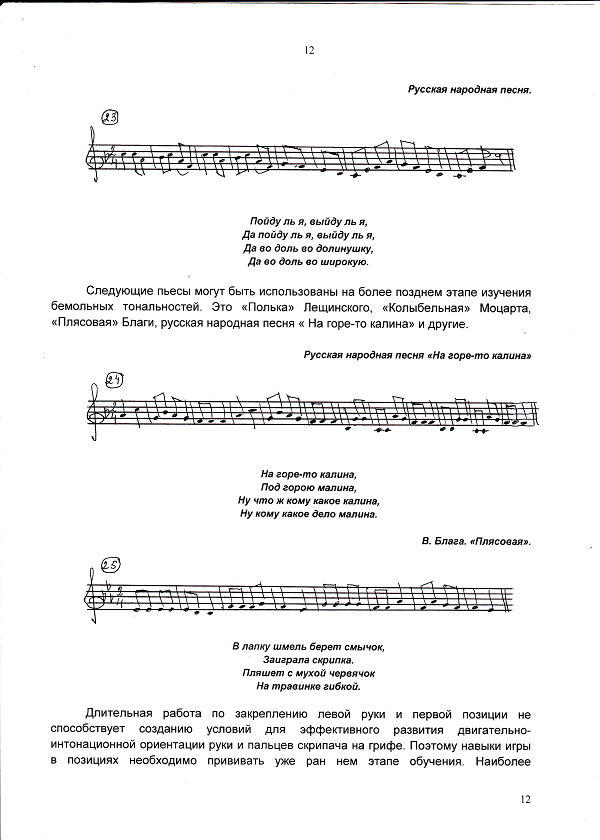 12
Русская народная песня.
23
2
4
Пойду ль я, выйду ль я,
Да пойду ль я, выйду ль я,
Да во доль во долинушку,
Да во доль во широкую.
Следующие пьесы могут быть использованы на более позднем этапе изучения
бемольных тональностей. Это «Полька» Лещинского, «Колыбельная» Моцарта,
«Плясовая» Благи, русская народная песня « На горе-то калина» и другие.
Русская народная песня «На горе-то калина»
24
2
4
На горе-то калина,
Под горою малина,
Ну что ж кому какое калина,
Ну кому какое дело малина.
В. Блага. «Плясовая».
25
2
4
В лапку шмель берет смычок,
Заиграла скрипка.
Пляшет с мухой червячок
На травинке гибкой.
Длительная работа по закреплению левой руки и первой позиции не
способствует созданию условий для эффективного развития двигательно-
интонационной ориентации руки и пальцев скрипача на грифе. Поэтому навыки игры
в позициях необходимо прививать уже ран нем этапе обучения. Наиболее
12